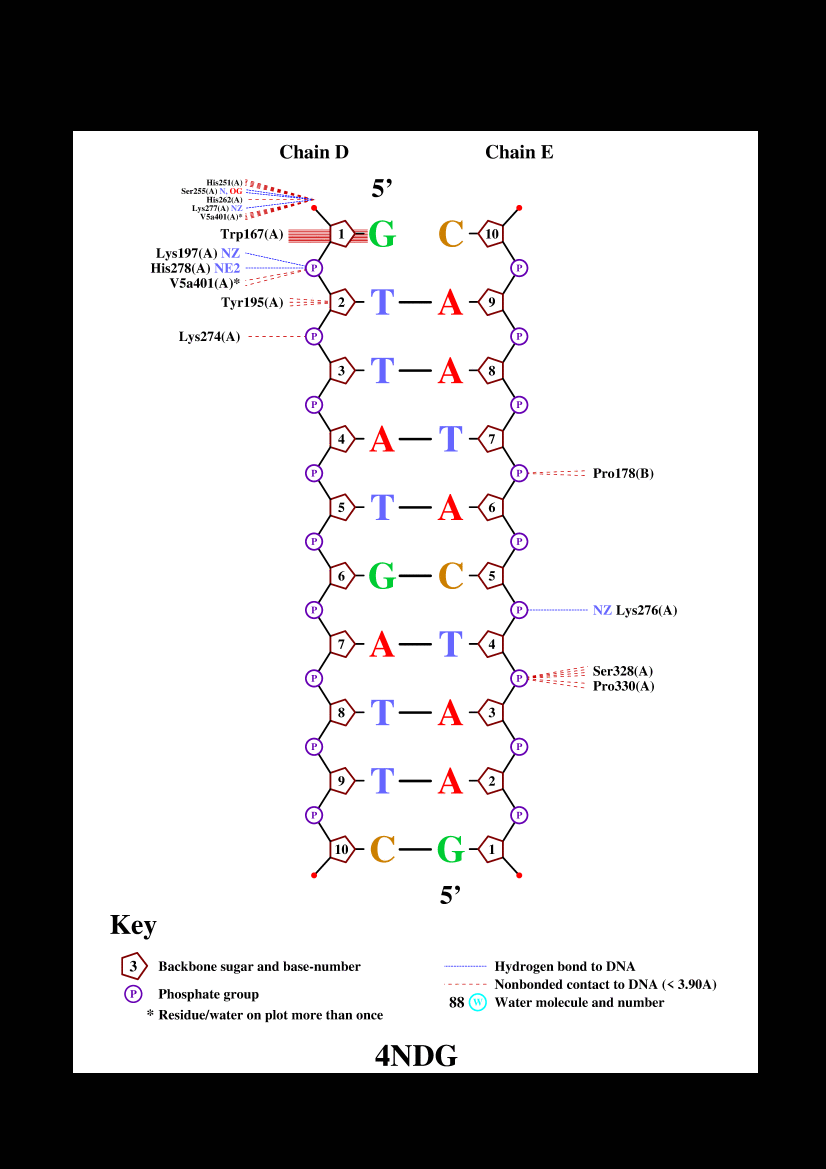 Chain D Chain E
5’
His251(A)
Ser255(A) N, OG
His262(A)
Lys277(A) NZ
V5a401(A)*
Trp167(A) 1 G C 10
Lys197(A) NZ
P P
His278(A) NE2
V5a401(A)*
Tyr195(A) 2 T A 9
Lys274(A) P P
3 T A 8
P P
4 A T 7
P P Pro178(B)
5 T A 6
P P
6 G C 5
P P NZ Lys276(A)
7 A T 4
Ser328(A)
P P
Pro330(A)
8 T A 3
P P
9 T A 2
P P
10 C G 1
5’
Key
3 Backbone sugar and base-number
P Phosphate group
* Residue/water on plot more than once
Hydrogen bond to DNA
Nonbonded contact to DNA (< 3.90A)
88 W Water molecule and number
4NDG